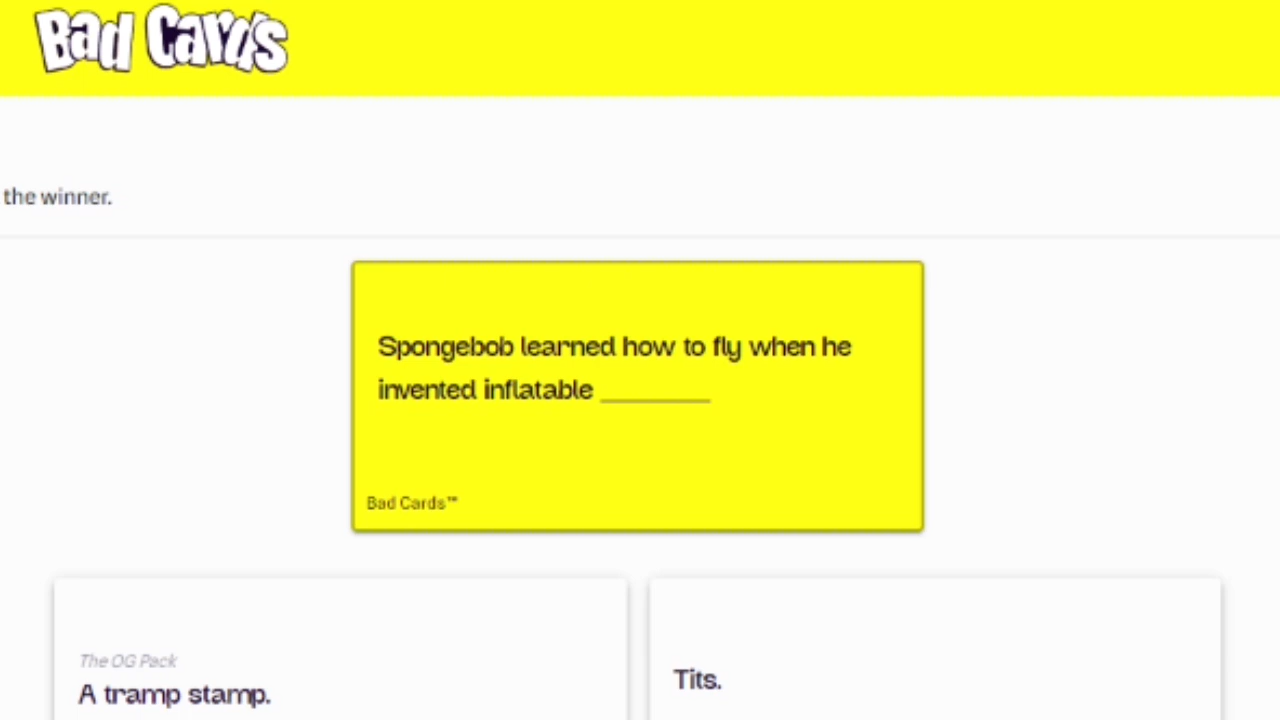 Bad Cards
the winner.
Spongebob learned how to fly when he
invented inflatable ________
Bad Cards™
The OG Pack
A tramp stamp.
Tits.